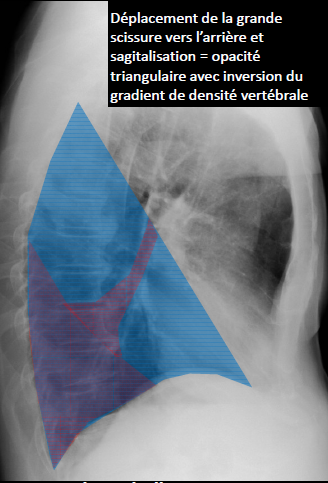 Déplacement de la grande
scissure vers l’arrière et
sagitalisation = opacité
triangulaire avec inversion du
gradient de densité vertébrale